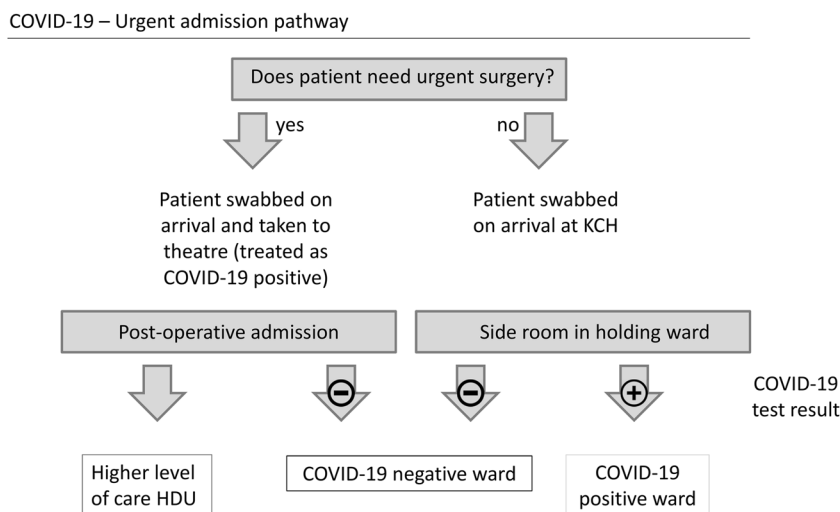 COVID-19 – Urgent admission pathway
Does patient need urgent surgery?
yes
no
Patient swabbed on
arrival and taken to
theatre (treated as
COVID-19 positive)
Patient swabbed
on arrival at KCH
Post-operative admission
Side room in holding ward
COVID-19
test result
Higher level
of care HDU
COVID-19 negative ward
COVID-19
positive ward